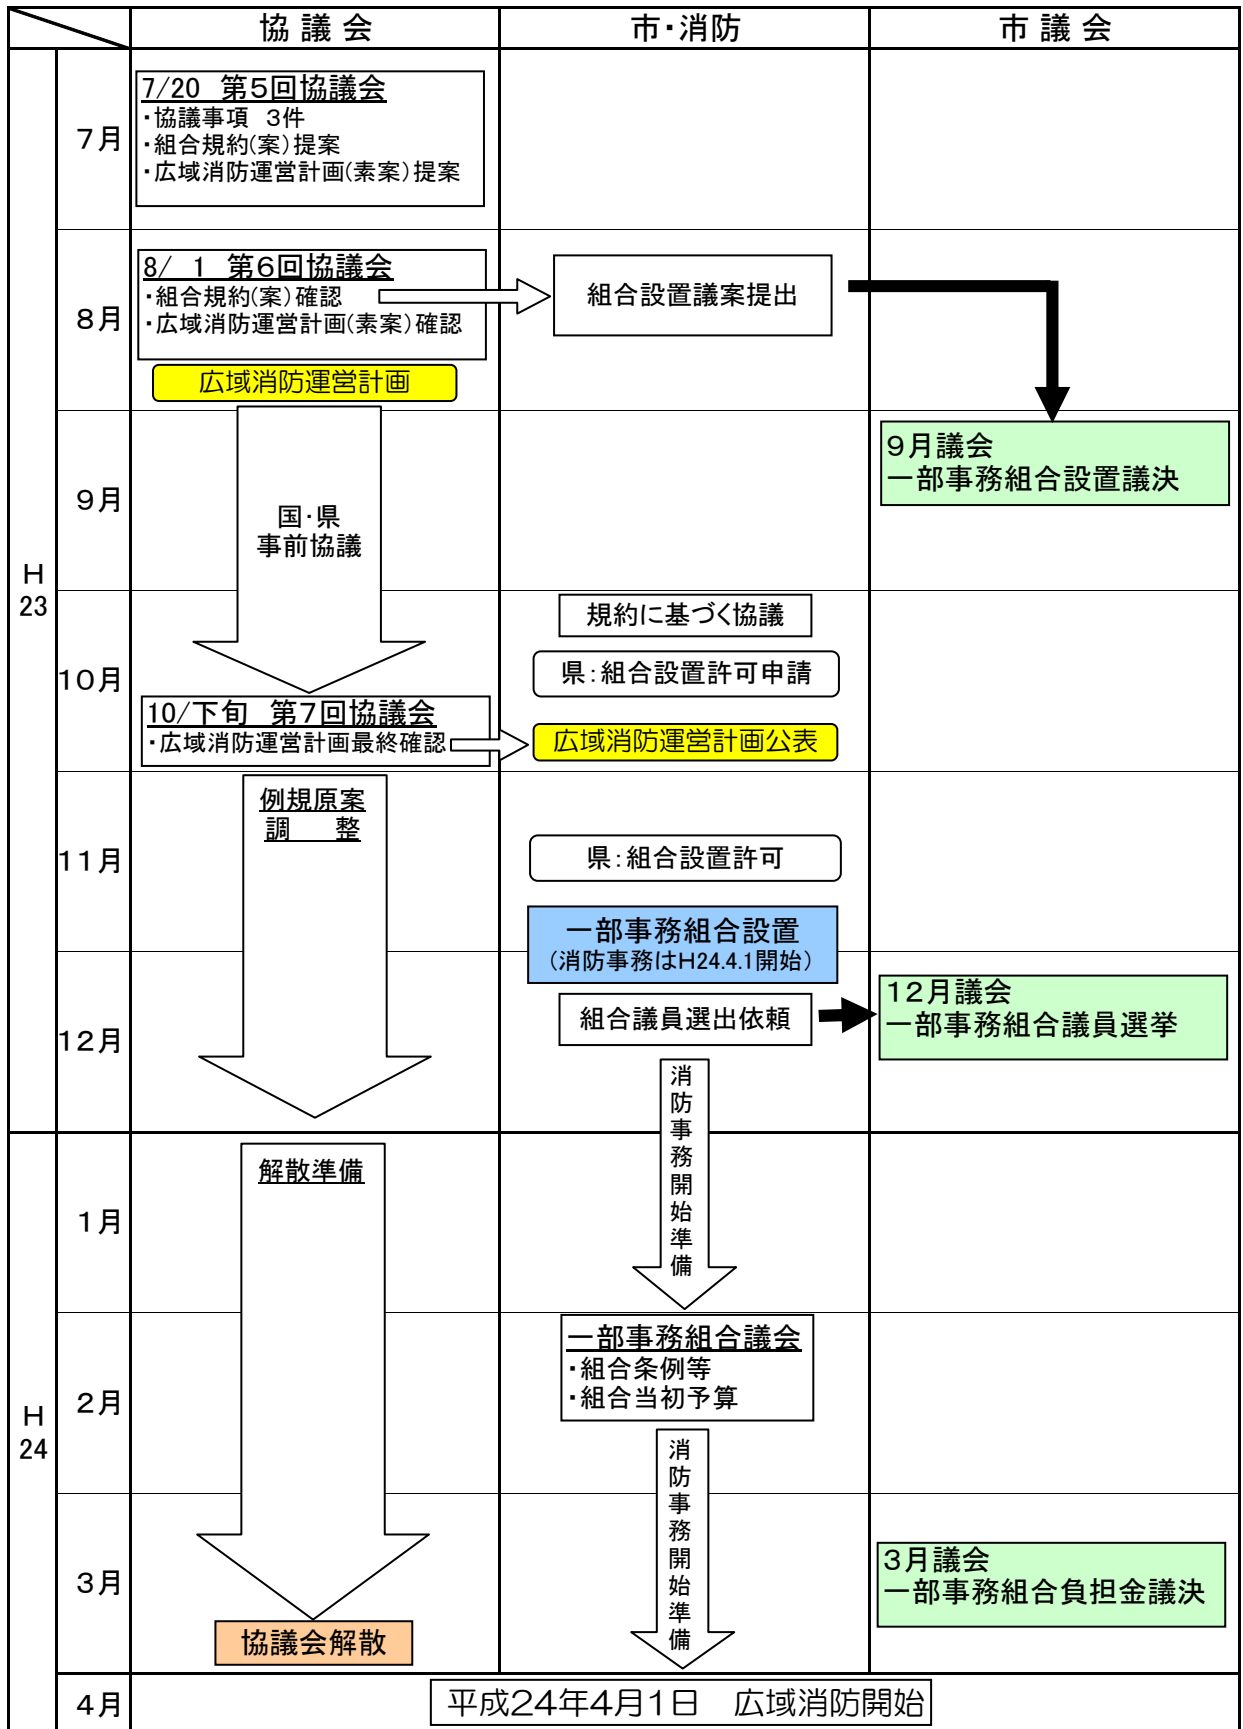 協議会
市・消防
市議会
H
23
7月
7/20 第5回協議会
・協議事項 3件
・組合規約(案)提案
・広域消防運営計画(素案)提案
8月
8/ 1 第6回協議会
・組合規約(案)確認
・広域消防運営計画(素案)確認
組合設置議案提出
広域消防運営計画
9月
国・県
事前協議
9月議会
一部事務組合設置議決
10月
規約に基づく協議
県：組合設置許可申請
10/下旬 第7回協議会
・広域消防運営計画最終確認
広域消防運営計画公表
11月
例規原案
調 整
県：組合設置許可
一部事務組合設置
(消防事務はH24.4.1開始)
12月
組合議員選出依頼
12月議会
一部事務組合議員選挙
消防事務開始準備
H
24
1月
解散準備
2月
一部事務組合議会
・組合条例等
・組合当初予算
消防事務開始準備
3月
3月議会
一部事務組合負担金議決
協議会解散
4月
平成24年4月1日 広域消防開始